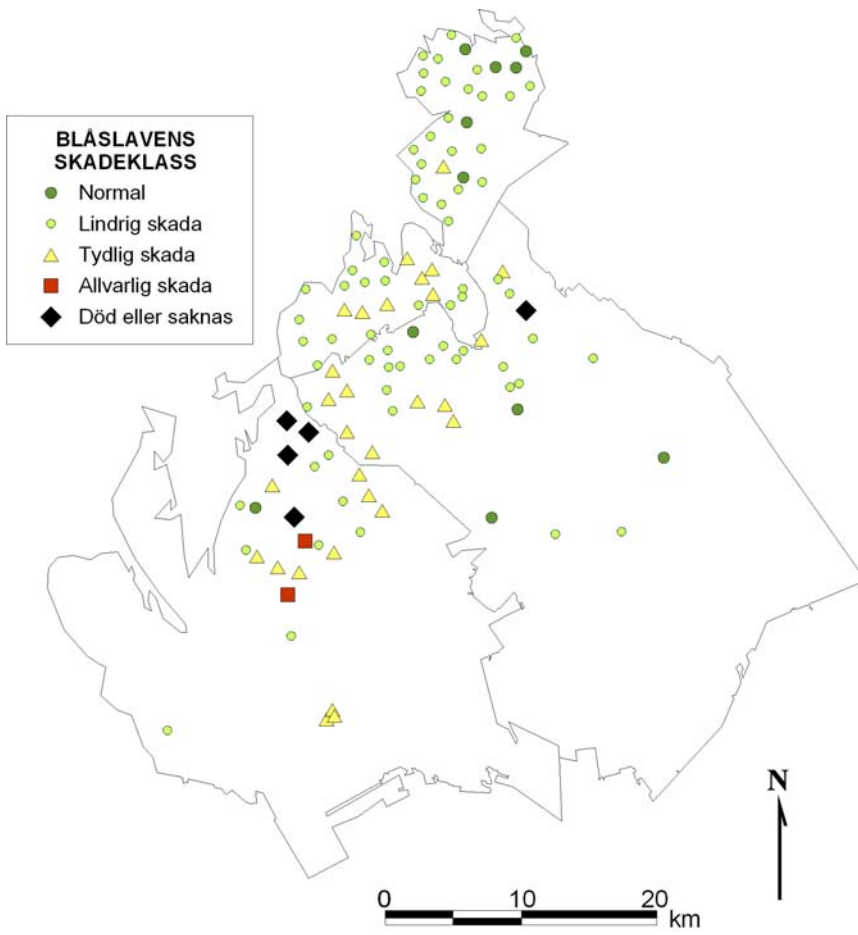 BLÅSLAVENS
SKADEKLASS
Normal
Lindrig skada
Tydlig skada
Allvarlig skada
Död eller saknas
N
0 10 20
km